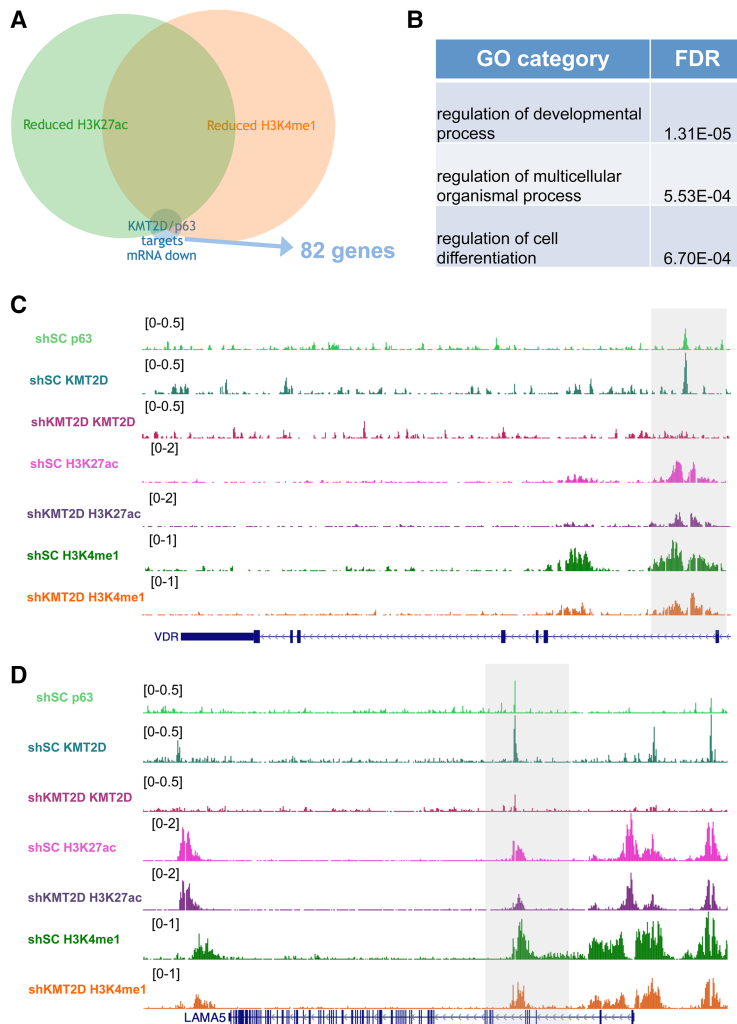 A
Reduced H3K27ac
Reduced H3K4me1
KMT2D/p63
targets
mRNA down
82 genes
B
GO category FDR
regulation of developmental
process 1.31E-05
regulation of multicellular
organismal process 5.53E-04
regulation of cell
differentiation 6.70E-04
C
[0-0.5]
shSC p63
[0-0.5]
shSC KMT2D
[0-0.5]
shKMT2D KMT2D
[0-2]
shSC H3K27ac
[0-2]
shKMT2D H3K27ac
[0-1]
shSC H3K4me1
[0-1]
shKMT2D H3K4me1
VDR
D
[0-0.5]
shSC p63
[0-0.5]
shSC KMT2D
[0-0.5]
shKMT2D KMT2D
[0-2]
shSC H3K27ac
[0-2]
shKMT2D H3K27ac
[0-1]
shSC H3K4me1
[0-1]
shKMT2D H3K4me1
LAMA5